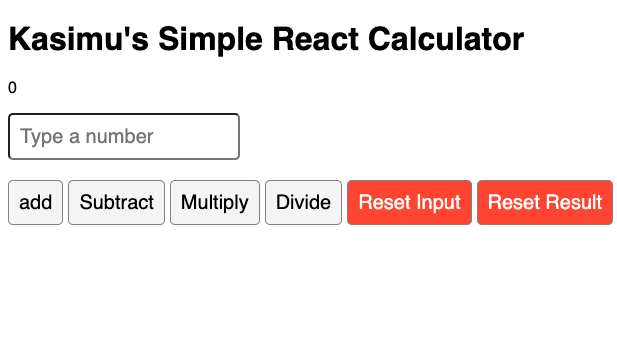 Kasimu's Simple React Calculator
0
Type a number
add Subtract Multiply Divide Reset Input Reset Result